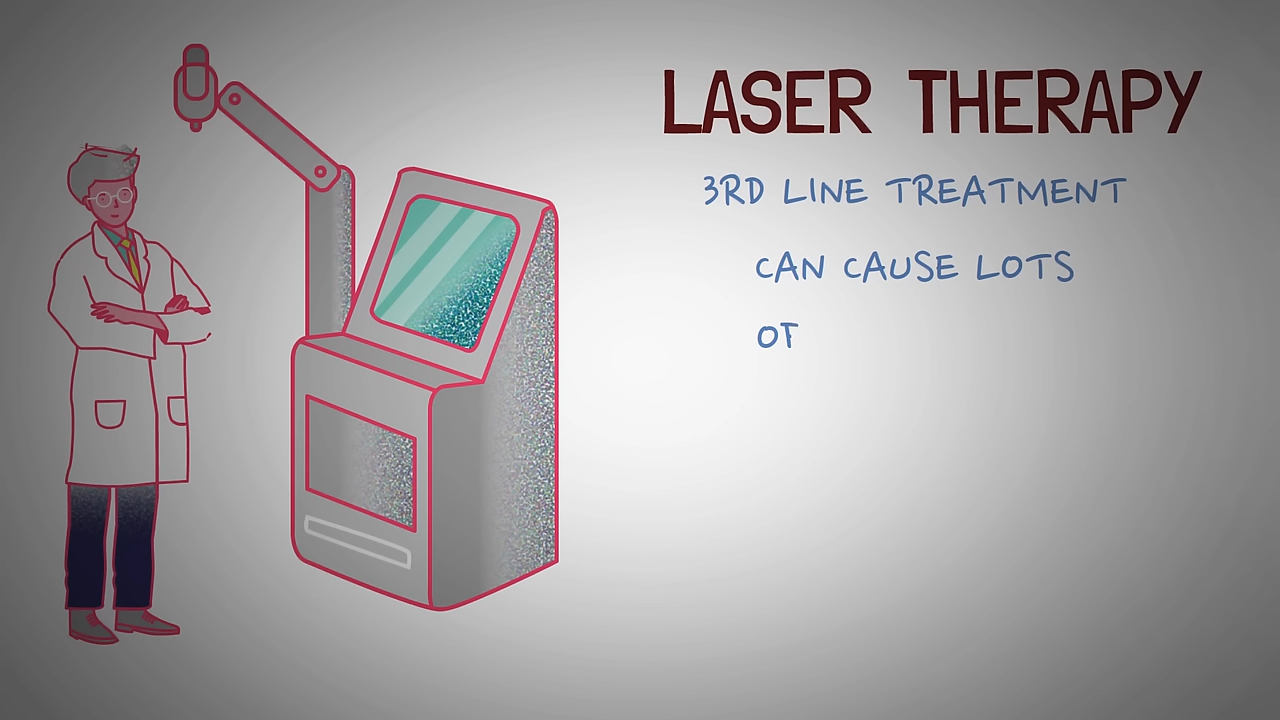 LASER THERAPY
3RD LINE TREATMENT
CAN CAUSE LOTS
OF